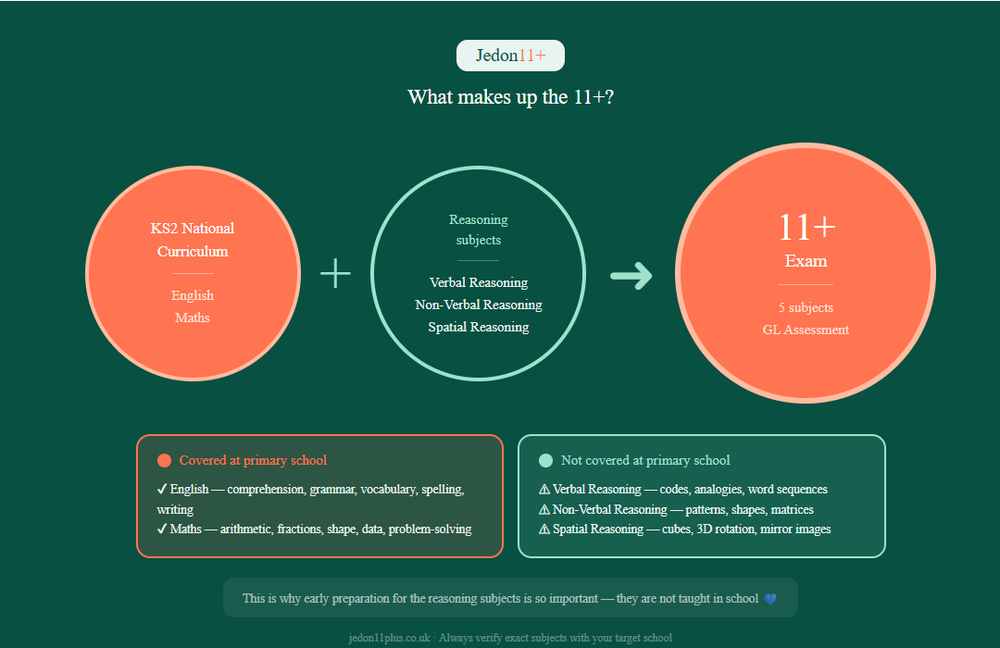 Jedon11+
What makes up the 11+?
KS2 National
Curriculum
English
Maths
+
Reasoning
subjects
Verbal Reasoning
Non-Verbal Reasoning
Spatial Reasoning
➜
11+
Exam
5 subjects
GL Assessment
Covered at primary school
✓ English — comprehension, grammar, vocabulary, spelling,
writing
✓ Maths — arithmetic, fractions, shape, data, problem-solving
Not covered at primary school
⚠ Verbal Reasoning — codes, analogies, word sequences
⚠ Non-Verbal Reasoning — patterns, shapes, matrices
⚠ Spatial Reasoning — cubes, 3D rotation, mirror images
This is why early preparation for the reasoning subjects is so important — they are not taught in school 💙
jedon11plus.co.uk · Always verify exact subjects with your target school